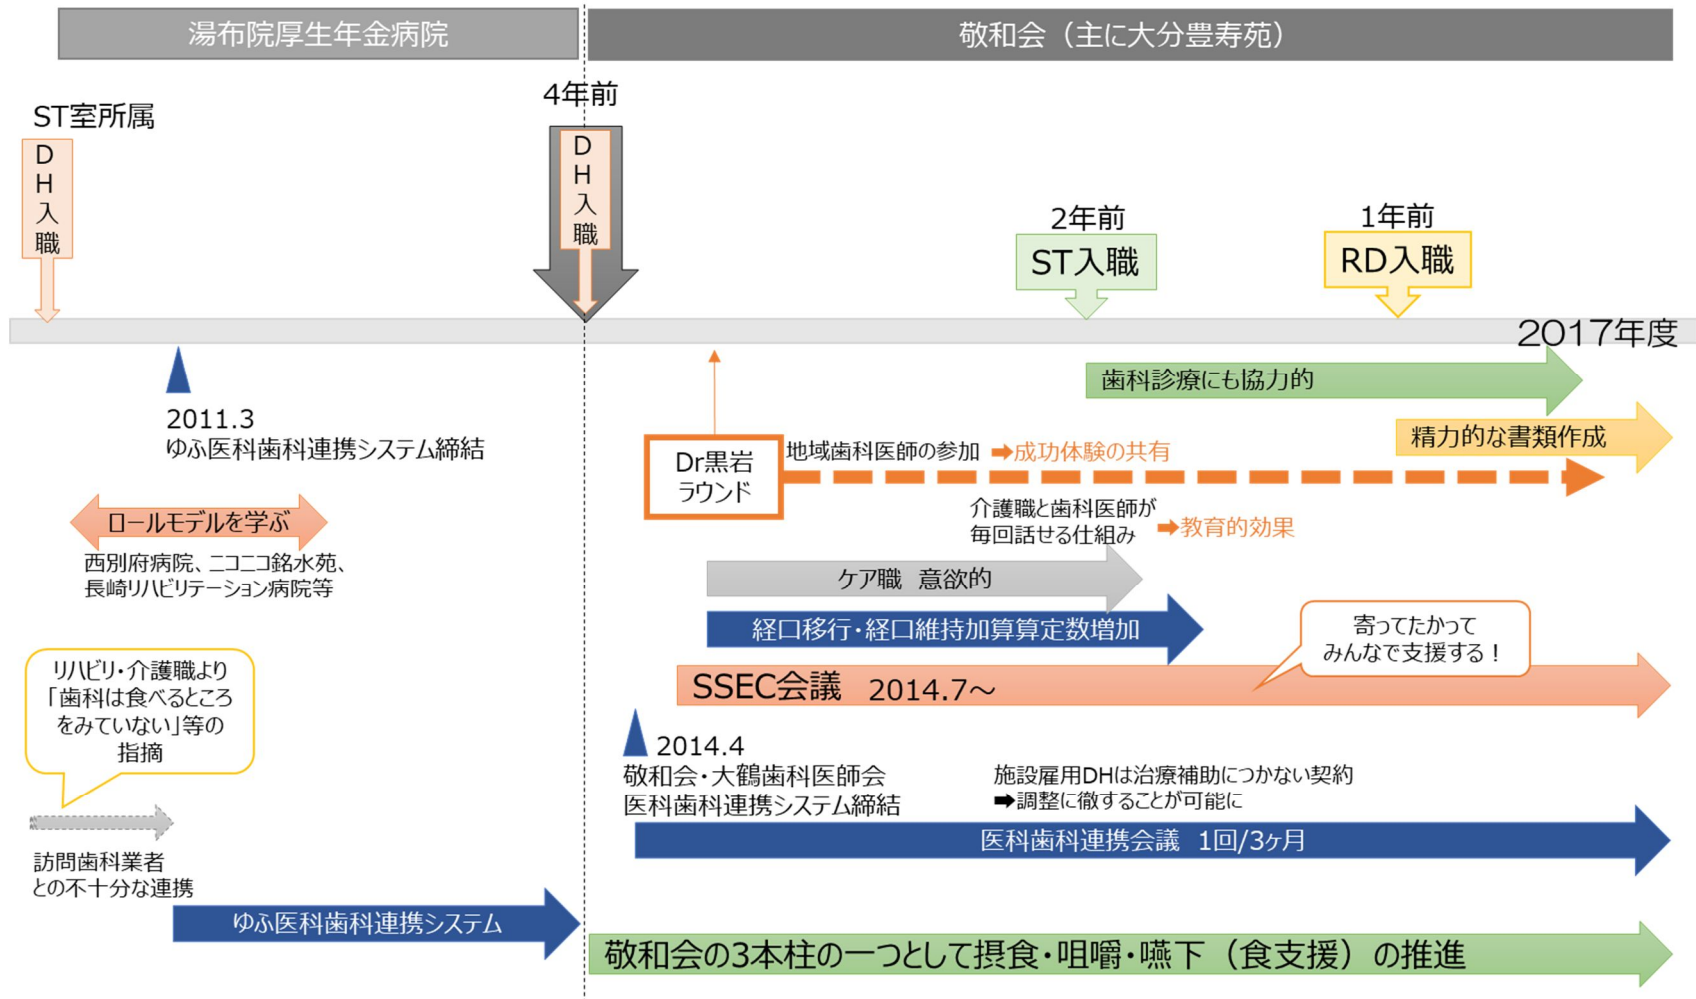 湯布院厚生年金病院
敬和会（主に大分豊寿苑）
ST室所属
DH入職
4年前
DH入職
2年前
ST入職
1年前
RD入職
2017年度
2011.3
ゆふ医科歯科連携システム締結
歯科診療にも協力的
精力的な書類作成
Dr黒岩
ラウンド
地域歯科医師の参加 ➡成功体験の共有
介護職と歯科医師が
毎回話せる仕組み ➡教育的効果
ロールモデルを学ぶ
西別府病院、ニコニコ銘水苑、
長崎リハビリテーション病院等
ケア職 意欲的
経口移行・経口維持加算算定数増加
寄ってたかって
みんなで支援する！
SSEC会議 2014.7～
リハビリ・介護職より
「歯科は食べるところ
をみていない」等の
指摘
訪問歯科業者
との不十分な連携
2014.4
敬和会・大鶴歯科医師会
医科歯科連携システム締結
施設雇用DHは治療補助につかない契約
➡調整に徹することが可能に
医科歯科連携会議 1回/3ヶ月
ゆふ医科歯科連携システム
敬和会の3本柱の一つとして摂食・咀嚼・嚥下（食支援）の推進